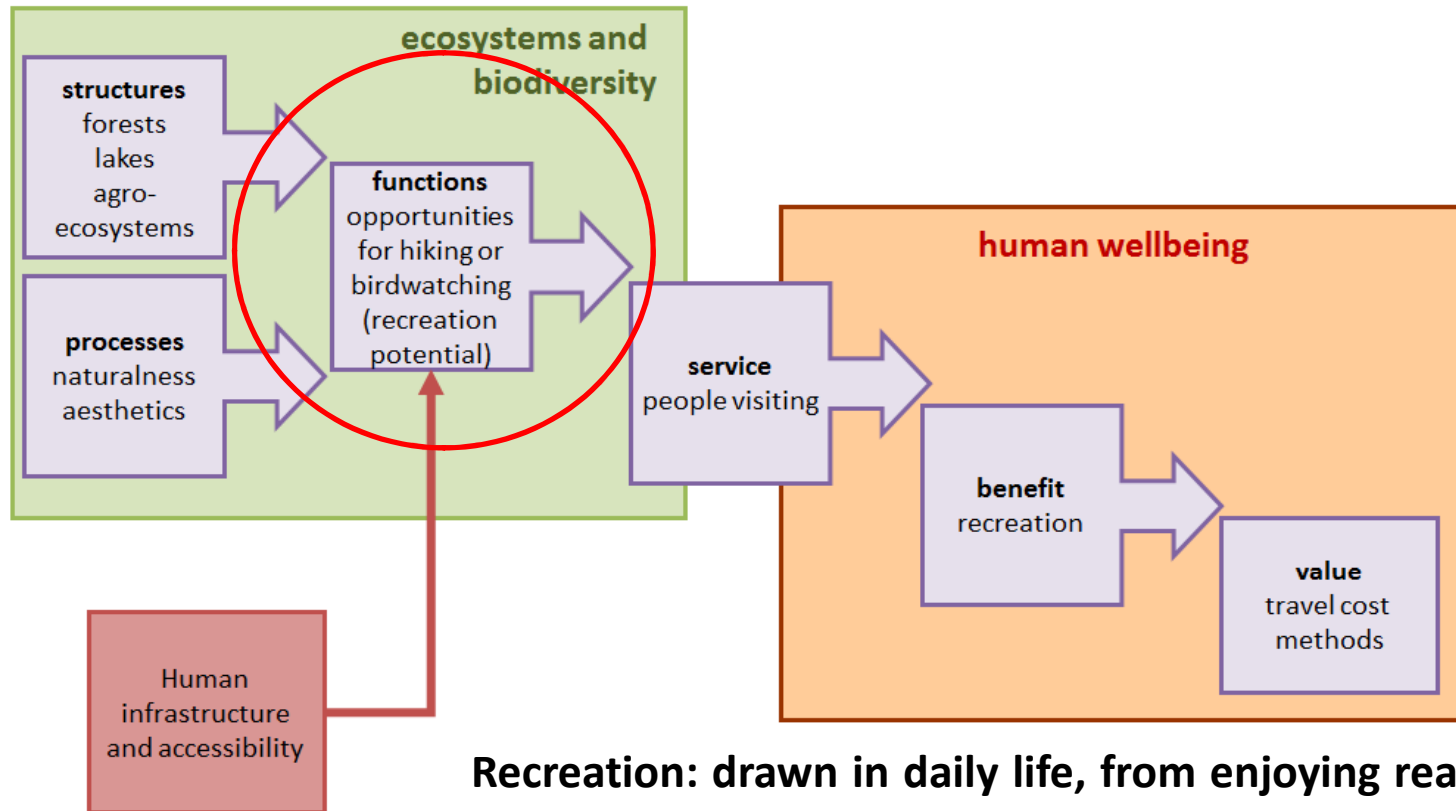 ecosystems and
biodiversity
structures
forests
lakes
agro-
ecosystems
processes
naturalness
aesthetics
functions
opportunities
for hiking or
birdwatching
(recreation
potential)
human wellbeing
service
people visiting
benefit
recreation
value
travel cost
methods
Human
infrastructure
and accessibility
Recreation: drawn in daily life, from enjoying rea